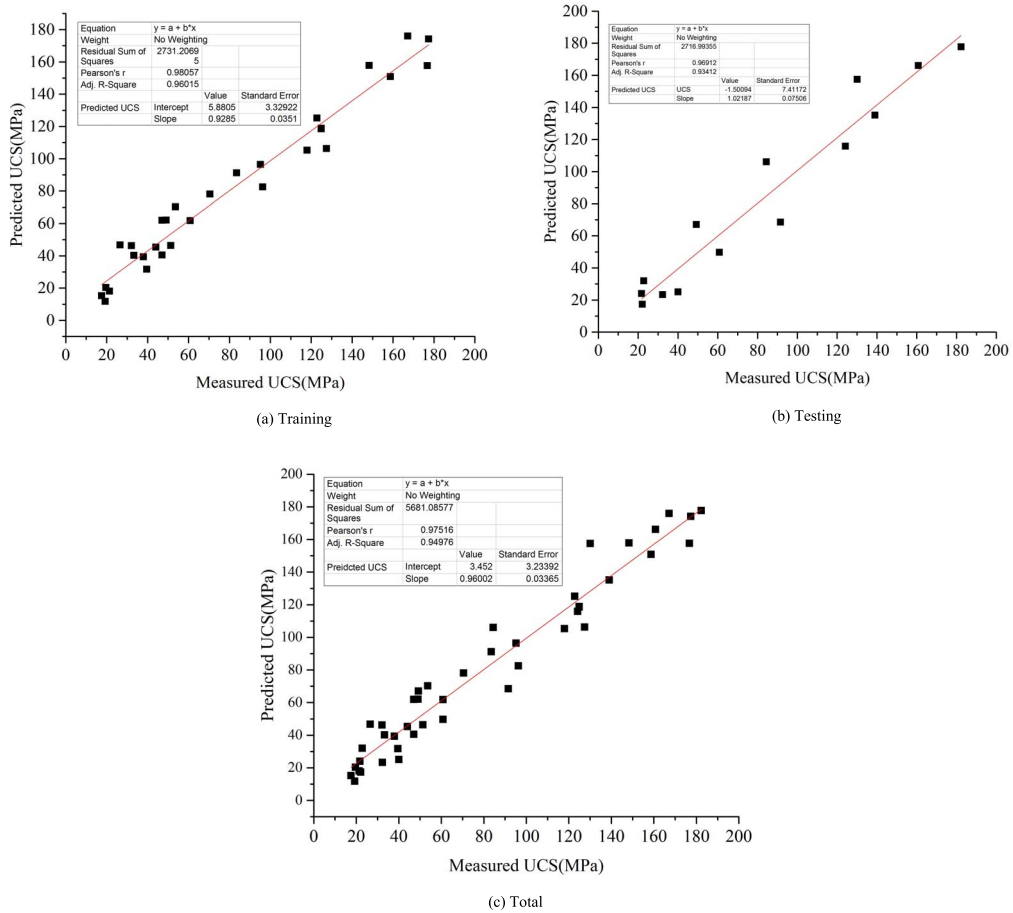 Equation y = a + b*x
Weight No Weighting
Residual Sum of Squares 2731.20695
Pearson's r 0.98057
Adj. R-Square 0.96015
Value Standard Error
Predicted UCS Intercept 5.8805 3.32922
Slope 0.9285 0.0351
180
160
140
120
100
80
60
40
20
0
Predicted UCS(MPa)
0 20 40 60 80 100 120 140 160 180 200
Measured UCS(MPa)
(a) Training
Equation y = a + b*x
Weight No Weighting
Residual Sum of Squares 2716.99355
Pearson's r 0.96912
Adj. R-Square 0.93412
Value Standard Error
Predicted UCS UCS -1.50094 7.41172
Slope 1.02187 0.07506
200
180
160
140
120
100
80
60
40
20
0
Predicted UCS(MPa)
0 20 40 60 80 100 120 140 160 180 200
Measured UCS(MPa)
(b) Testing
Equation y = a + b*x
Weight No Weighting
Residual Sum of Squares 5681.08577
Pearson's r 0.97516
Adj. R-Square 0.94976
Value Standard Error
Preidcted UCS Intercept 3.452 3.23392
Slope 0.96002 0.03365
200
180
160
140
120
100
80
60
40
20
0
Predicted UCS(MPa)
0 20 40 60 80 100 120 140 160 180 200
Measured UCS(MPa)
(c) Total